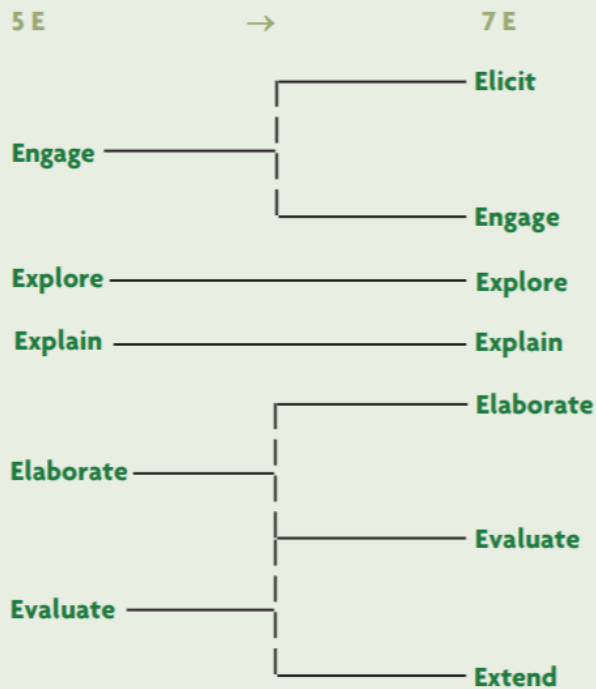 5 E → 7 E
Elicit
Engage
Engage
Explore Explore
Explain Explain
Elaborate
Elaborate
Evaluate
Evaluate
Extend